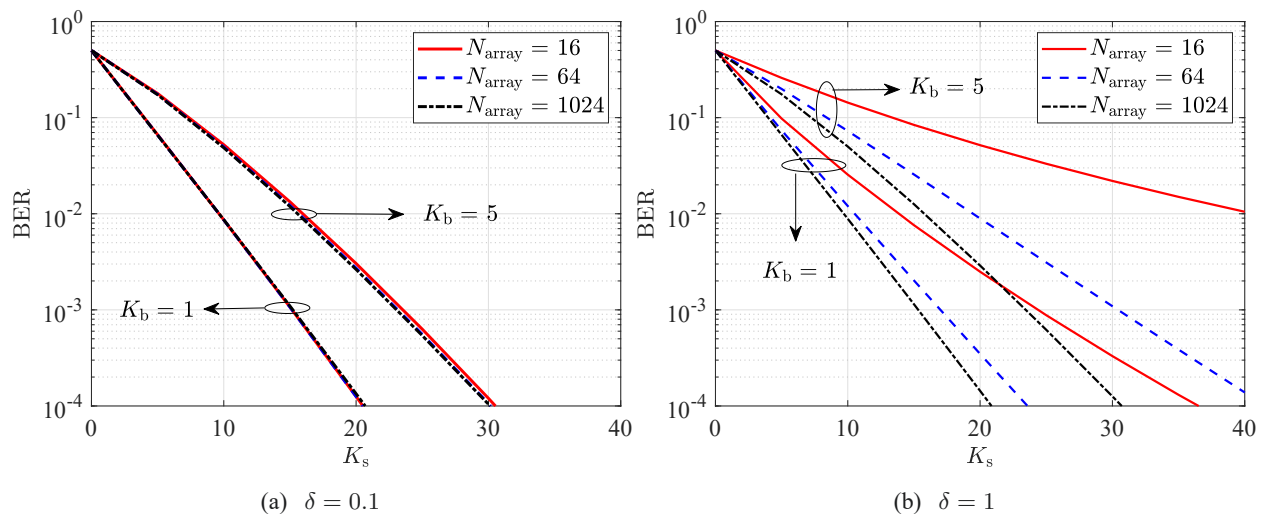 10^0
10^-1
10^-2
10^-3
10^-4
BER
0 10 20 30 40
K_s
N_array = 16
N_array = 64
N_array = 1024
K_b = 5
K_b = 1
(a) δ = 0.1
10^0
10^-1
10^-2
10^-3
10^-4
BER
0 10 20 30 40
K_s
N_array = 16
N_array = 64
N_array = 1024
K_b = 5
K_b = 1
(b) δ = 1